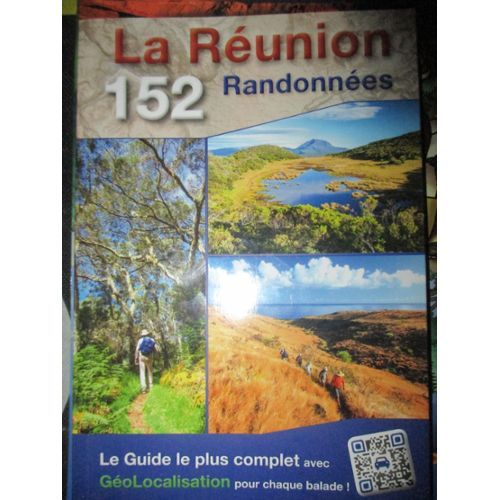 La Réunion
152 Randonnées
Le Guide le plus complet avec
GéoLocalisation pour chaque balade !